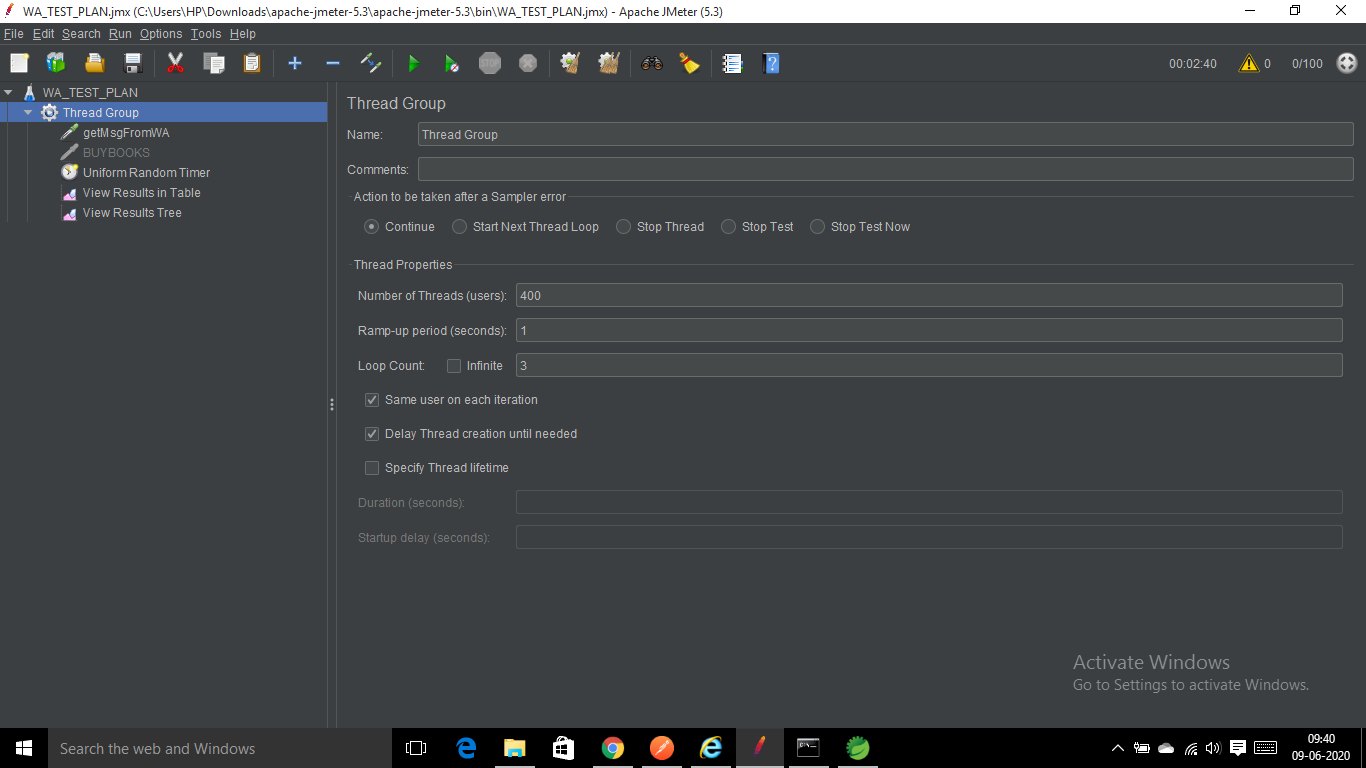 WA_TEST_PLAN.jmx (C:\Users\HP\Downloads\apache-jmeter-5.3\apache-jmeter-5.3\bin\WA_TEST_PLAN.jmx) - Apache JMeter (5.3)
File Edit Search Run Options Tools Help
STOP 00:02:40 0 0/100
WA_TEST_PLAN
Thread Group
getMsgFromWA
BUYBOOKS
Uniform Random Timer
View Results in Table
View Results Tree
Thread Group
Name: Thread Group
Comments:
Action to be taken after a Sampler error
Continue Start Next Thread Loop Stop Thread Stop Test Stop Test Now
Thread Properties
Number of Threads (users): 400
Ramp-up period (seconds): 1
Loop Count: Infinite 3
Same user on each iteration
Delay Thread creation until needed
Specify Thread lifetime
Duration (seconds):
Startup delay (seconds):
Activate Windows
Go to Settings to activate Windows.
Search the web and Windows
09:40
09-06-2020